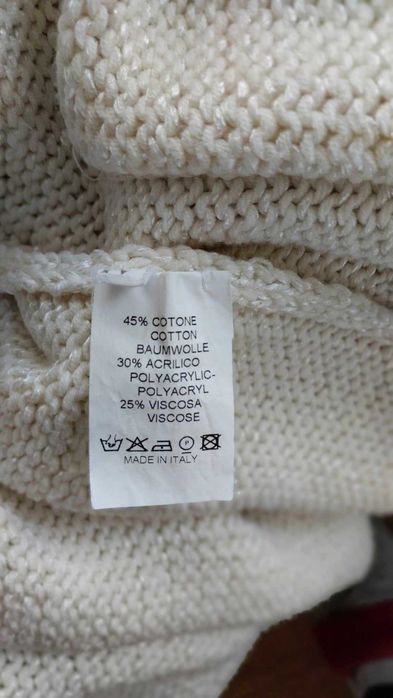 45% COTONE
COTTON
BAUMWOLLE
30% ACRILICO
POLYACRYLIC-
POLYACRYL
25% VISCOSA
VISCOSE
P
MADE IN ITALY